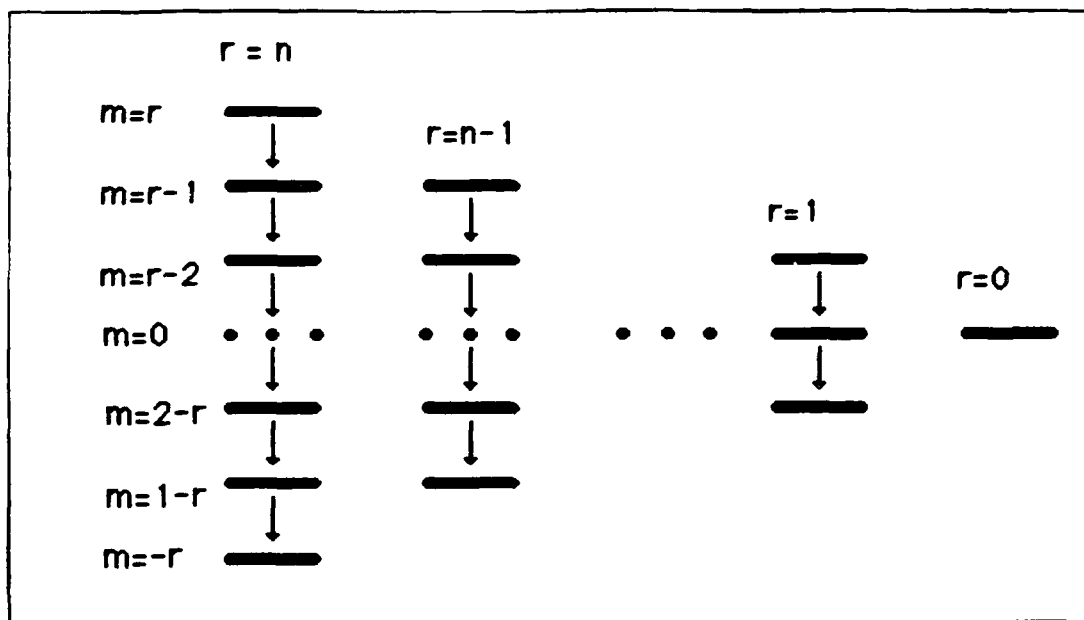 r = n
m=r
r=n-1
m=r-1
r=1
m=r-2
r=0
m=0
m=2-r
m=1-r
m=-r